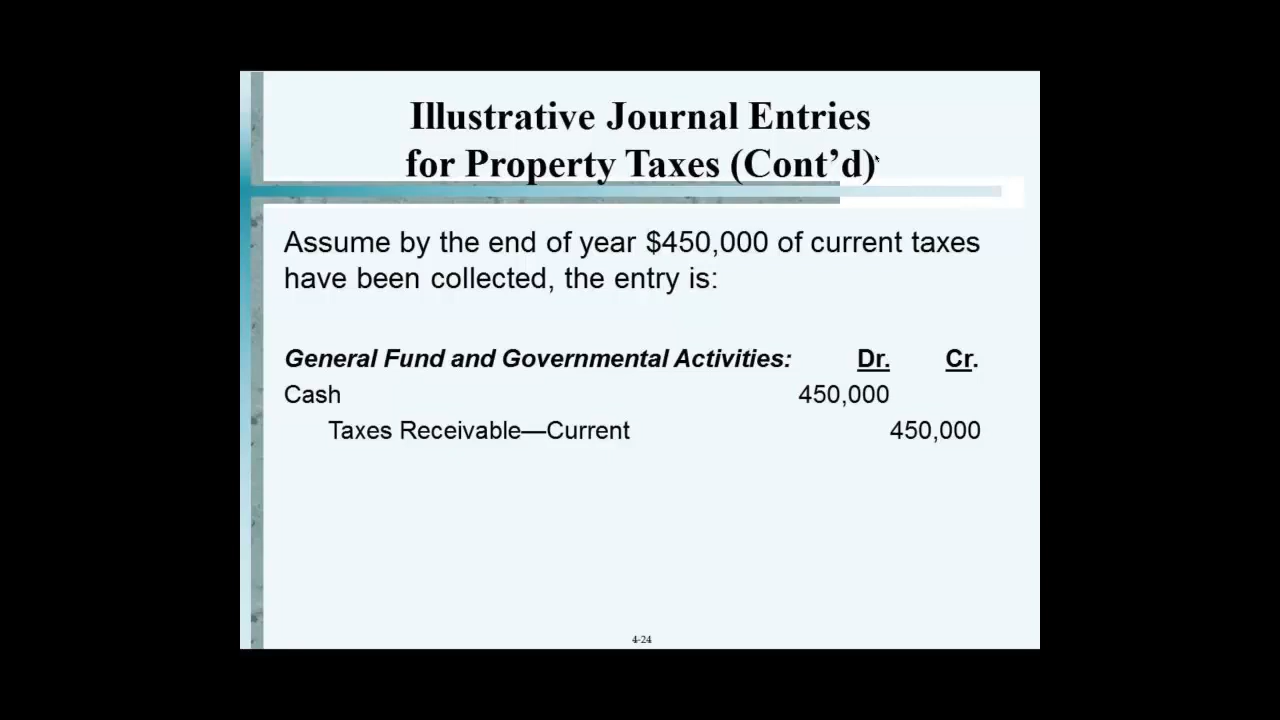 Illustrative Journal Entries
for Property Taxes (Cont’d)
Assume by the end of year $450,000 of current taxes
have been collected, the entry is:
General Fund and Governmental Activities: Dr. Cr.
Cash 450,000
Taxes Receivable—Current 450,000
4-24